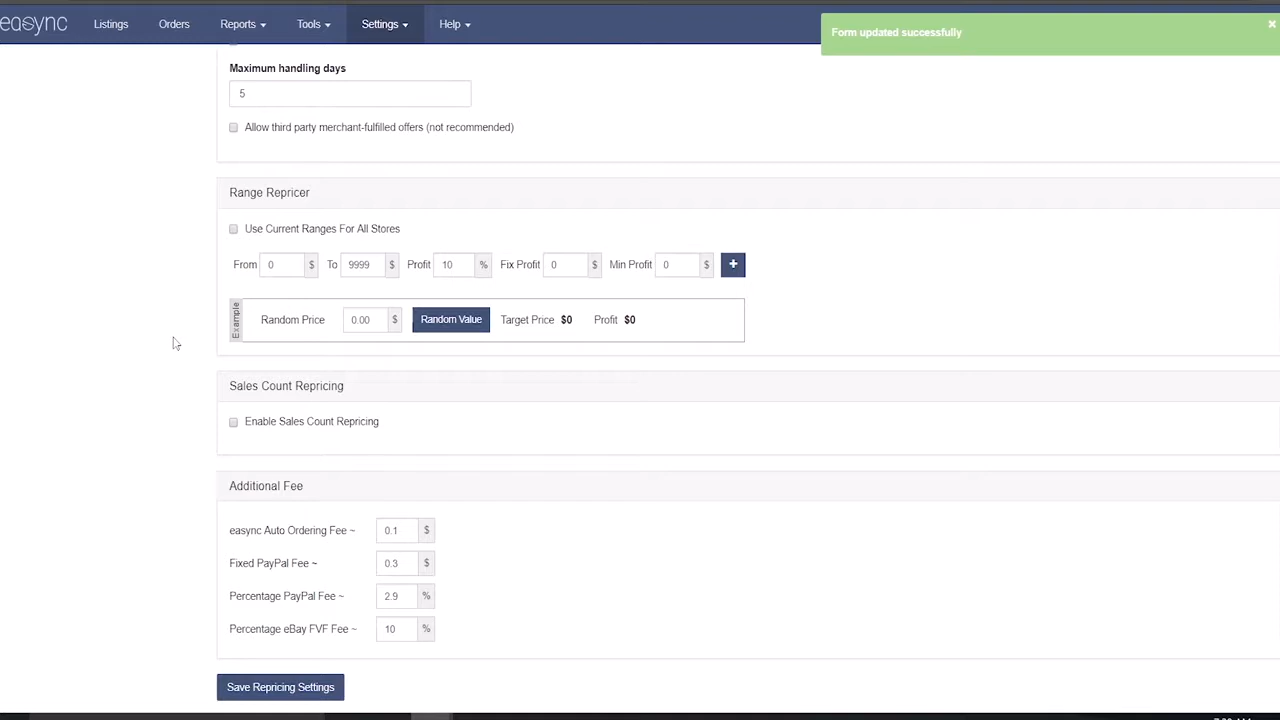 easync Listings Orders Reports Tools Settings Help
Form updated successfully ×
Maximum handling days
5
Allow third party merchant-fulfilled offers (not recommended)
Range Repricer
Use Current Ranges For All Stores
From 0 $ To 9999 $ Profit 10 % Fix Profit 0 $ Min Profit 0 $ +
Example Random Price 0.00 $ Random Value Target Price $0 Profit $0
Sales Count Repricing
Enable Sales Count Repricing
Additional Fee
easync Auto Ordering Fee ~ 0.1 $
Fixed PayPal Fee ~ 0.3 $
Percentage PayPal Fee ~ 2.9 %
Percentage eBay FVF Fee ~ 10 %
Save Repricing Settings